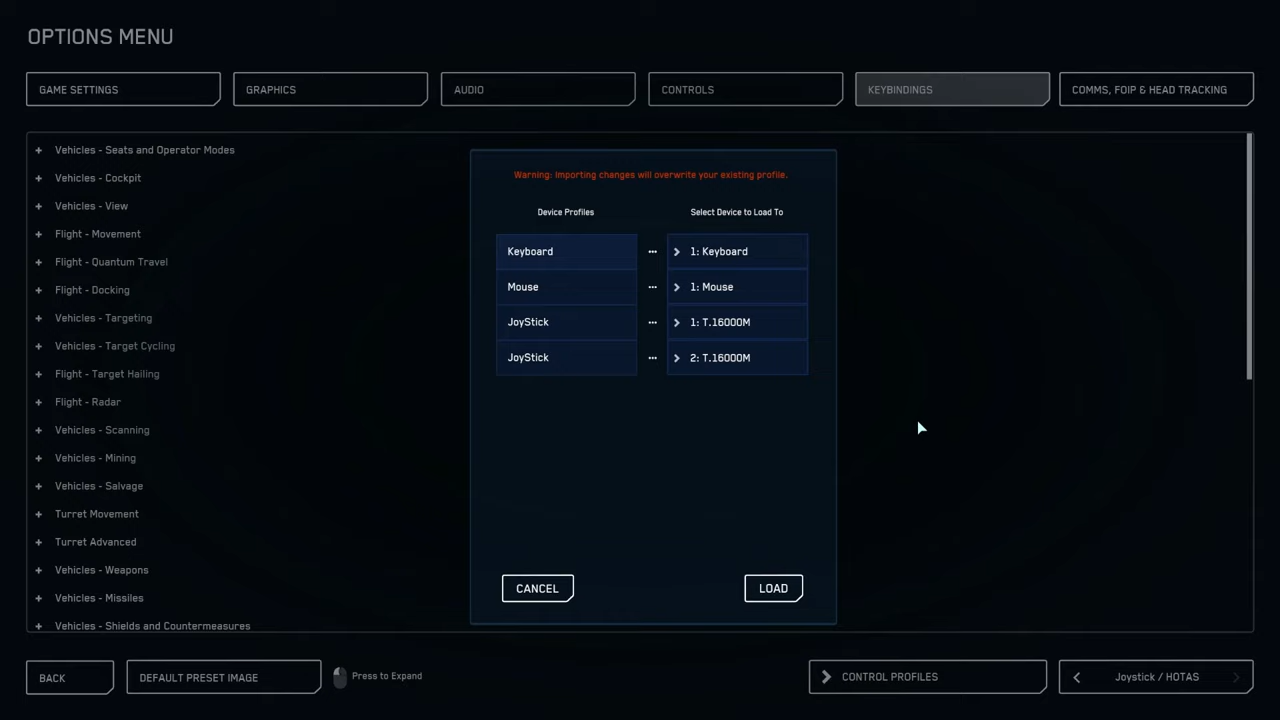 OPTIONS MENU
GAME SETTINGS
GRAPHICS
AUDIO
CONTROLS
KEYBINDINGS
COMMS, FOIP & HEAD TRACKING
Vehicles - Seats and Operator Modes
Vehicles - Cockpit
Vehicles - View
Flight - Movement
Flight - Quantum Travel
Flight - Docking
Vehicles - Targeting
Vehicles - Target Cycling
Flight - Target Hailing
Flight - Radar
Vehicles - Scanning
Vehicles - Mining
Vehicles - Salvage
Turret Movement
Turret Advanced
Vehicles - Weapons
Vehicles - Missiles
Vehicles - Shields and Countermeasures
Warning: Importing changes will overwrite your existing profile.
Device Profiles
Select Device to Load To
Keyboard
1: Keyboard
Mouse
1: Mouse
JoyStick
1: T.16000M
JoyStick
2: T.16000M
CANCEL
LOAD
BACK
DEFAULT PRESET IMAGE
Press to Expand
CONTROL PROFILES
Joystick / HOTAS